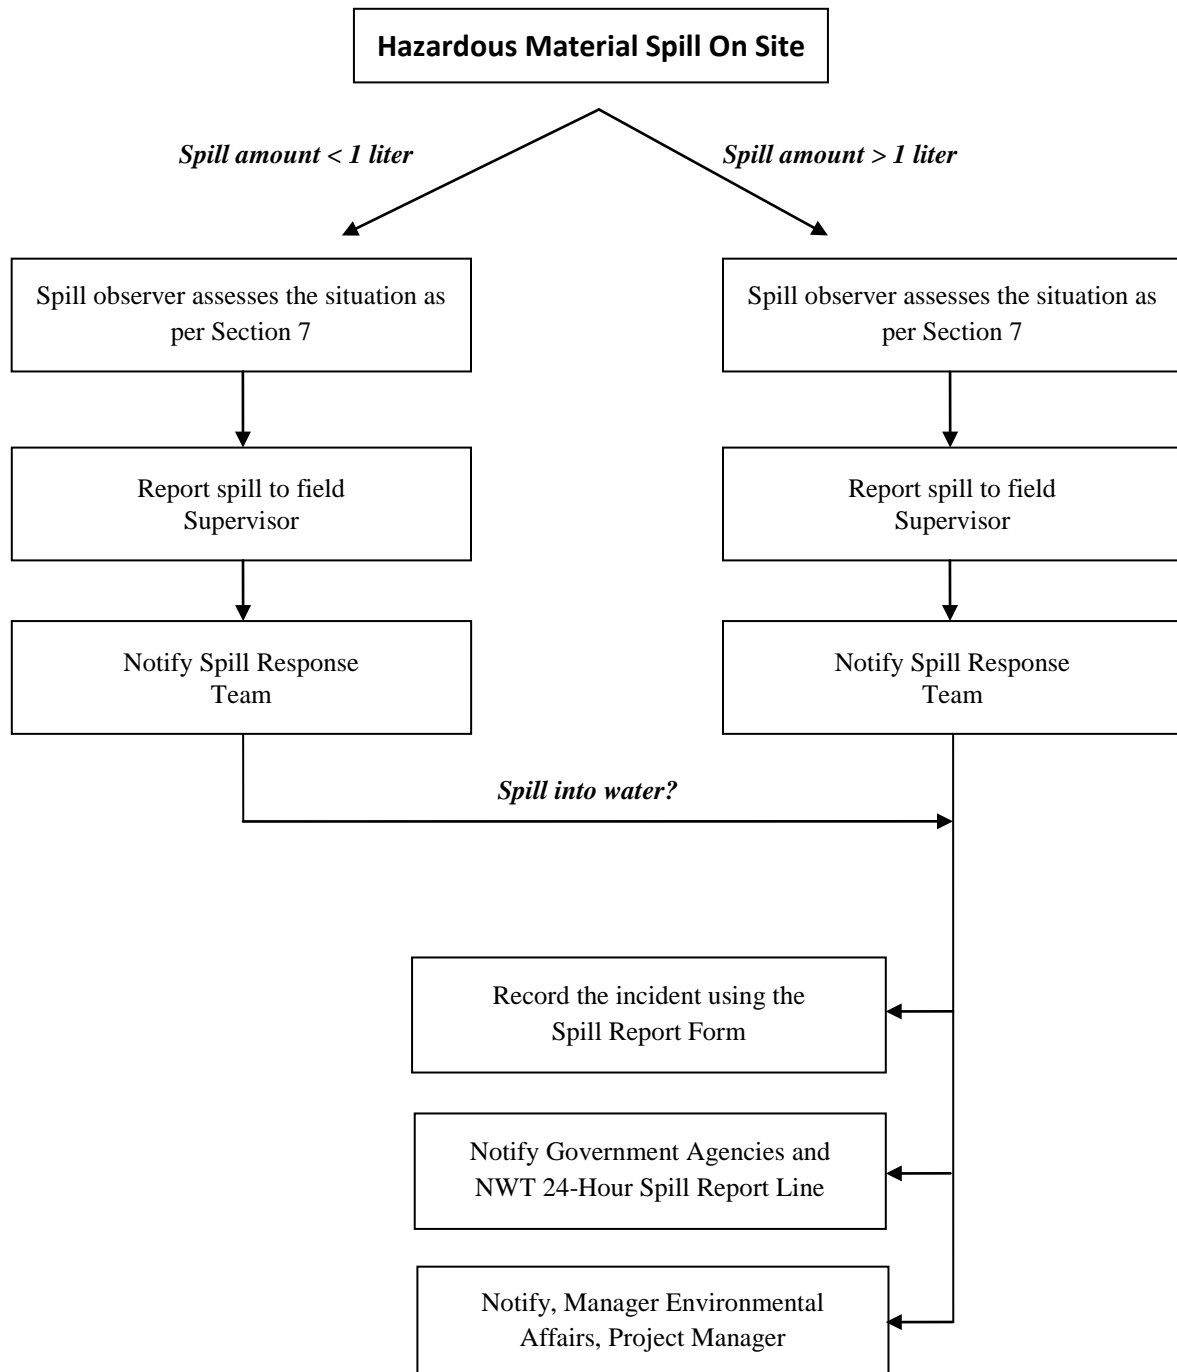 Hazardous Material Spill On Site
Spill amount < 1 liter
Spill amount > 1 liter
Spill observer assesses the situation as
per Section 7
Spill observer assesses the situation as
per Section 7
Report spill to field
Supervisor
Report spill to field
Supervisor
Notify Spill Response
Team
Notify Spill Response
Team
Spill into water?
Record the incident using the
Spill Report Form
Notify Government Agencies and
NWT 24-Hour Spill Report Line
Notify, Manager Environmental
Affairs, Project Manager